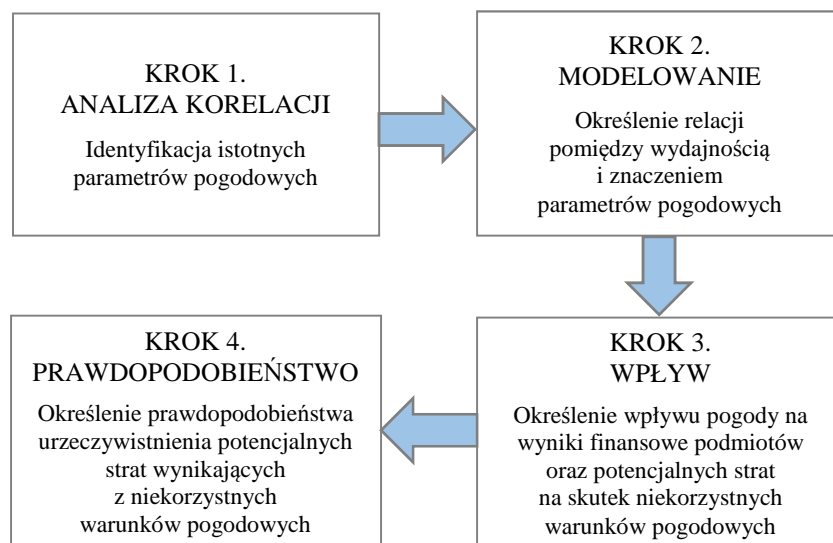 KROK 1.
ANALIZA KORELACJI
Identyfikacja istotnych
parametrów pogodowych
KROK 2.
MODELOWANIE
Określenie relacji
pomiędzy wydajnością
i znaczeniem
parametrów pogodowych
KROK 3.
WPŁYW
Określenie wpływu pogody na
wyniki finansowe podmiotów
oraz potencjalnych strat
na skutek niekorzystnych
warunków pogodowych
KROK 4.
PRAWDOPODOBIEŃSTWO
Określenie prawdopodobieństwa
urzeczywistnienia potencjalnych
strat wynikających
z niekorzystnych
warunków pogodowych